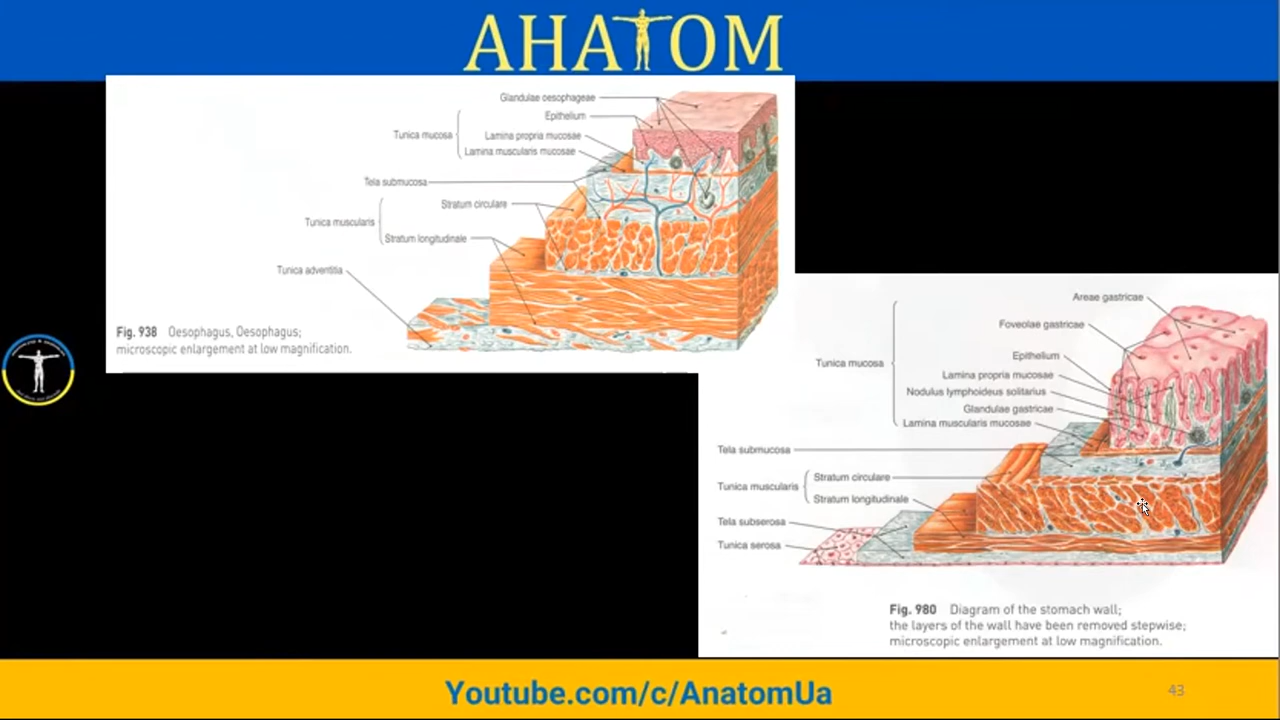 АНАТОМ
Glandulae oesophageae
Epithelium
Tunica mucosa
Lamina propria mucosae
Lamina muscularis mucosae
Tela submucosa
Stratum circulare
Tunica muscularis
Stratum longitudinale
Tunica adventitia
Fig. 938 Oesophagus, Oesophagus;
microscopic enlargement at low magnification.
Areae gastricae
Foveolae gastricae
Epithelium
Tunica mucosa
Lamina propria mucosae
Nodulus lymphoideus solitarius
Glandulae gastricae
Lamina muscularis mucosae
Tela submucosa
Stratum circulare
Tunica muscularis
Stratum longitudinale
Tela subserosa
Tunica serosa
Fig. 980 Diagram of the stomach wall;
the layers of the wall have been removed stepwise;
microscopic enlargement at low magnification.
Youtube.com/c/AnatomUa
43